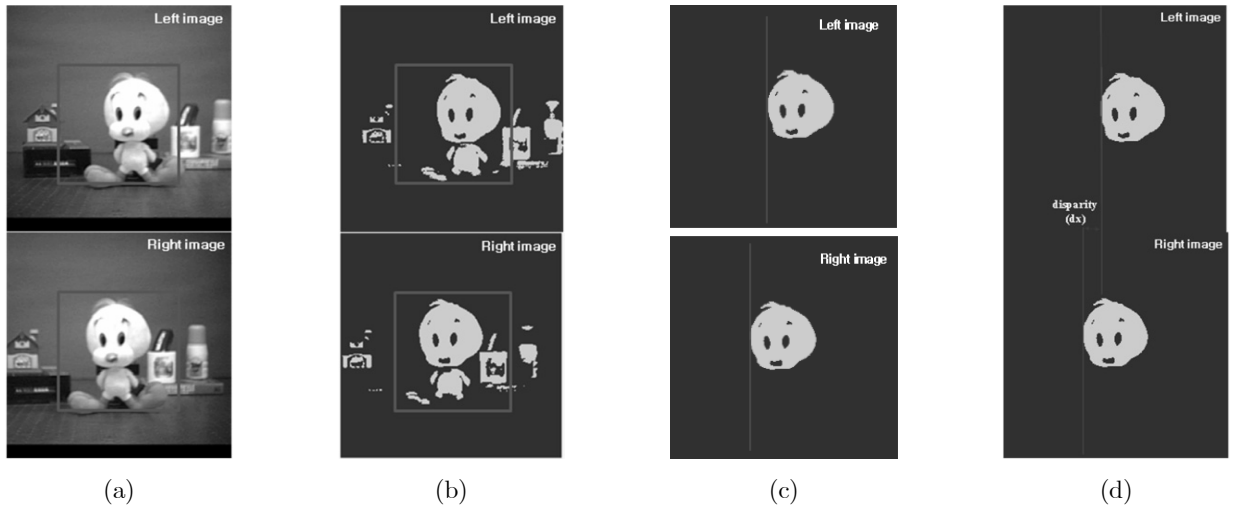 Left image
Right image
(a)
Left image
Right image
(b)
Left image
Right image
(c)
Left image
disparity
(dx)
Right image
(d)